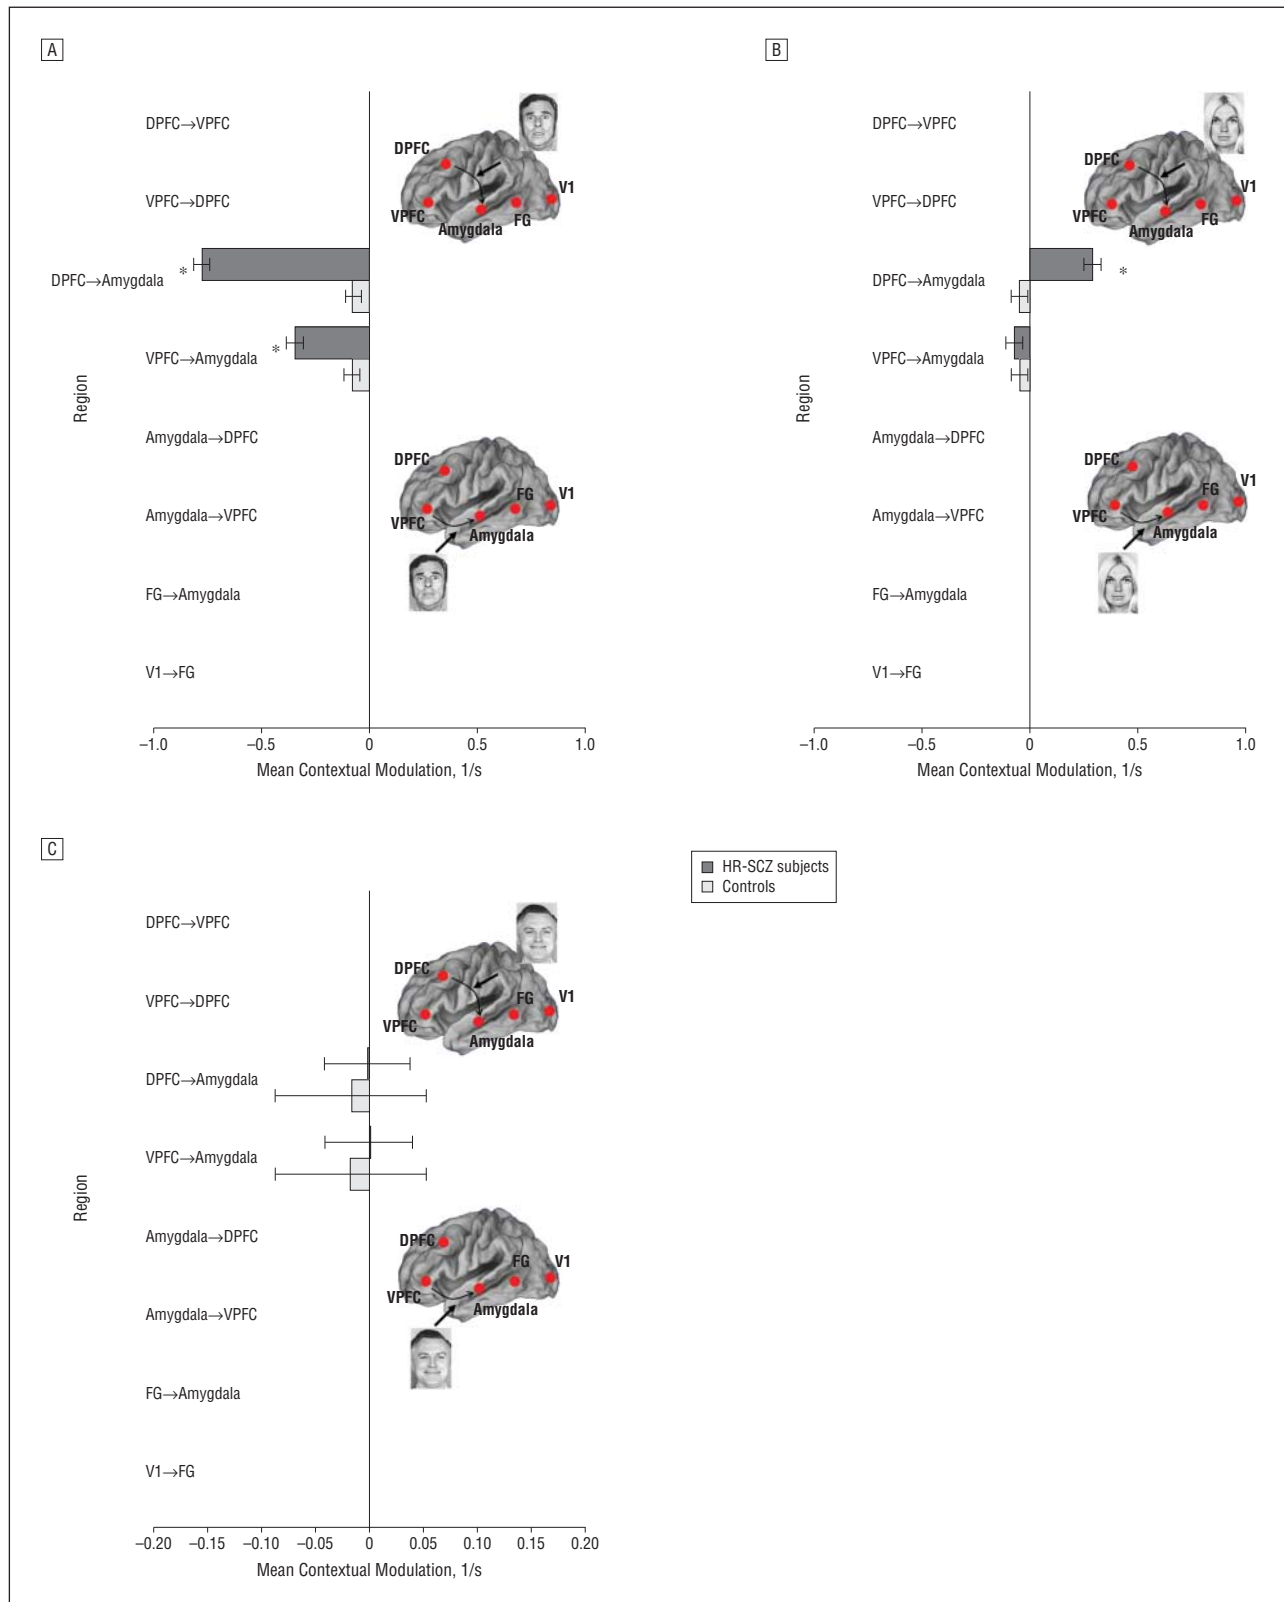 A
DPFC→VPFC
VPFC→DPFC
DPFC→Amygdala
*
VPFC→Amygdala
*
Amygdala→DPFC
Amygdala→VPFC
FG→Amygdala
V1→FG
Region
DPFC
V1
VPFC
FG
Amygdala
DPFC
FG
V1
VPFC
Amygdala
−1.0 −0.5 0 0.5 1.0
Mean Contextual Modulation, 1/s
B
DPFC→VPFC
VPFC→DPFC
DPFC→Amygdala
*
VPFC→Amygdala
Amygdala→DPFC
Amygdala→VPFC
FG→Amygdala
V1→FG
DPFC
V1
VPFC
FG
Amygdala
DPFC
FG
V1
VPFC
Amygdala
−1.0 −0.5 0 0.5 1.0
Mean Contextual Modulation, 1/s
C
DPFC→VPFC
VPFC→DPFC
DPFC→Amygdala
VPFC→Amygdala
Amygdala→DPFC
Amygdala→VPFC
FG→Amygdala
V1→FG
Region
DPFC
FG
V1
VPFC
Amygdala
DPFC
FG
V1
VPFC
Amygdala
−0.20 −0.15 −0.10 −0.05 0 0.05 0.10 0.15 0.20
Mean Contextual Modulation, 1/s
HR-SCZ subjects
Controls